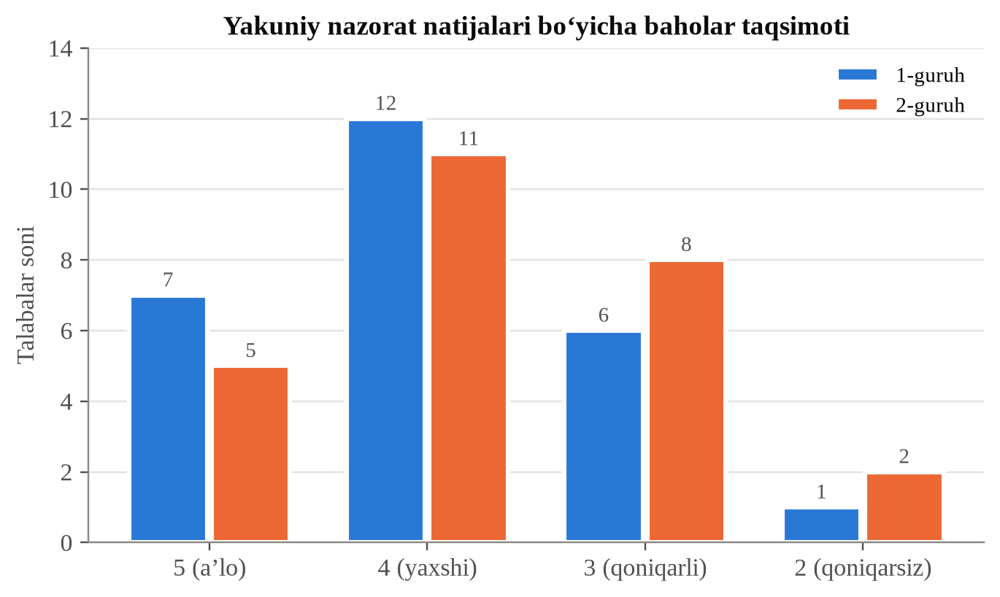 Yakuniy nazorat natijalari bo‘yicha baholar taqsimoti
14
12
10
8
6
4
2
0
Talabalar soni
1-guruh
2-guruh
7
5
12
11
6
8
1
2
5 (a’lo)
4 (yaxshi)
3 (qoniqarli)
2 (qoniqarsiz)